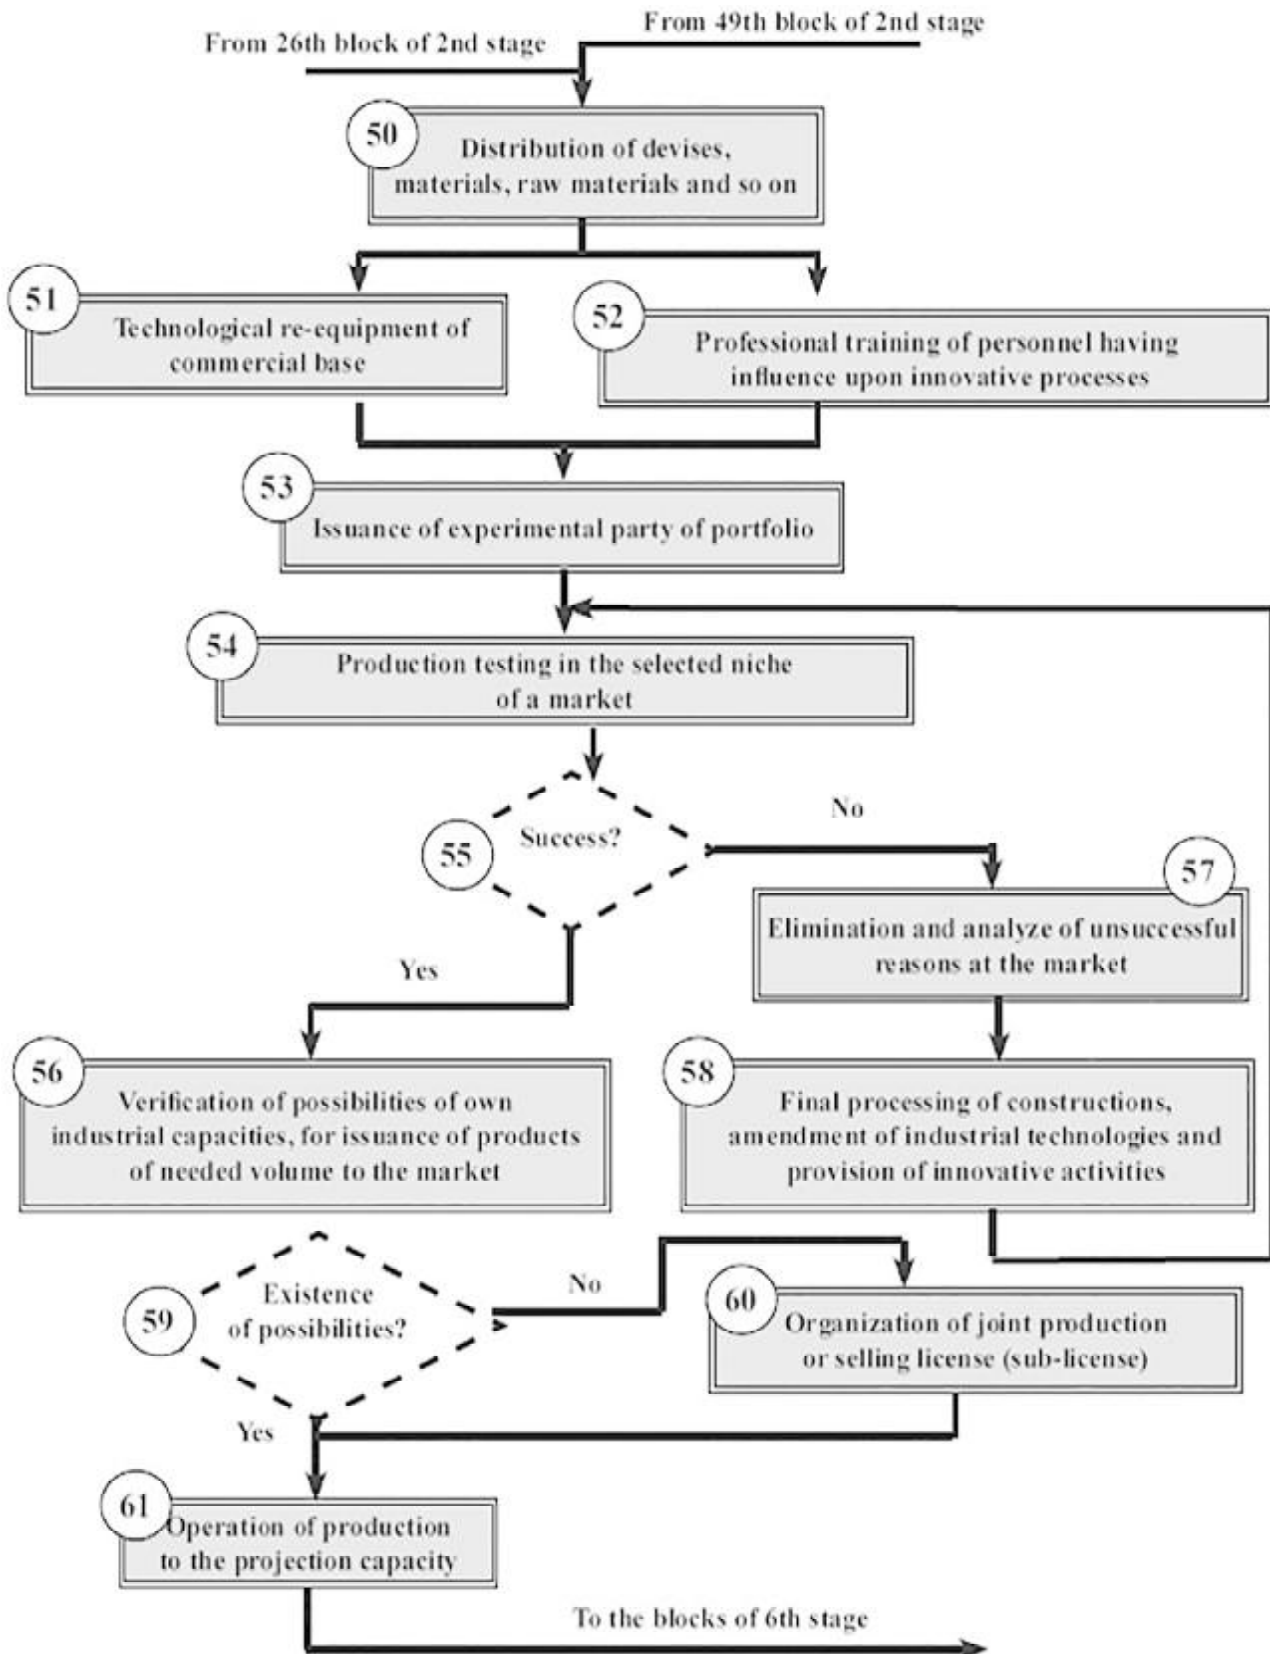 From 49th block of 2nd stage
From 26th block of 2nd stage
50
Distribution of devises,
materials, raw materials and so on
51
Technological re-equipment of
commercial base
52
Professional training of personnel having
influence upon innovative processes
53
Issuance of experimental party of portfolio
54
Production testing in the selected niche
of a market
55
Success?
No
57
Elimination and analyze of unsuccessful
reasons at the market
Yes
56
Verification of possibilities of own
industrial capacities, for issuance of products
of needed volume to the market
58
Final processing of constructions,
amendment of industrial technologies and
provision of innovative activities
59
Existence
of possibilities?
No
60
Organization of joint production
or selling license (sub-license)
Yes
61
Operation of production
to the projection capacity
To the blocks of 6th stage